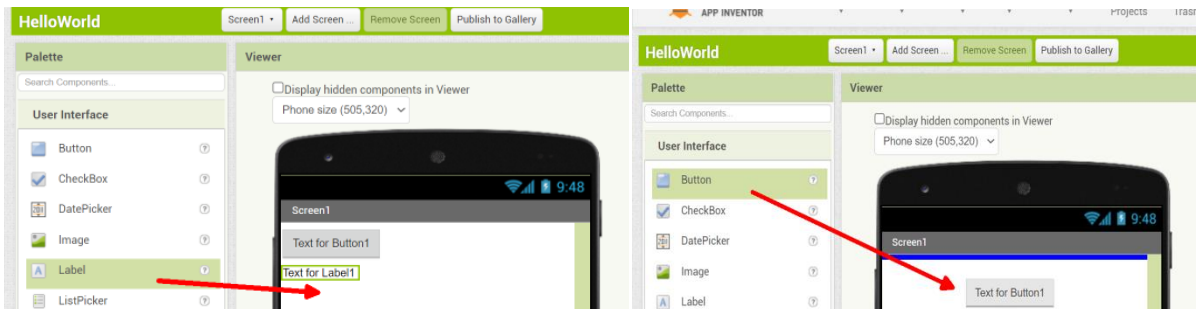 HelloWorld
Screen1 Add Screen ... Remove Screen Publish to Gallery
Palette
Viewer
Search Components...
Display hidden components in Viewer
Phone size (505,320)
User Interface
Button
CheckBox
DatePicker
Image
Label
ListPicker
9:48
Screen1
Text for Button1
Text for Label1
APP INVENTOR
Projects
HelloWorld
Screen1 Add Screen ... Remove Screen Publish to Gallery
Palette
Viewer
Search Components...
Display hidden components in Viewer
Phone size (505,320)
User Interface
Button
CheckBox
DatePicker
Image
Label
9:48
Screen1
Text for Button1